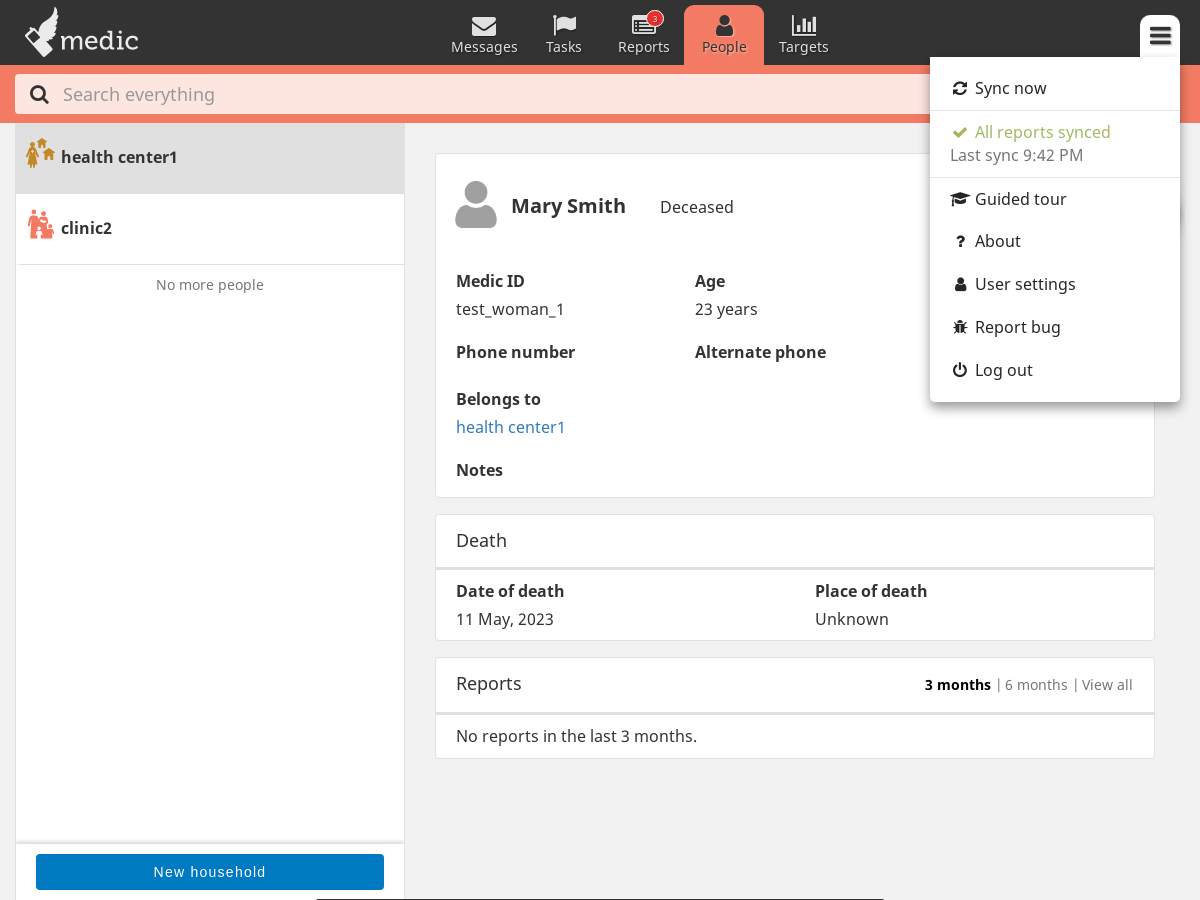 medic
Messages
Tasks
3
Reports
People
Targets
Search everything
Sync now
All reports synced
Last sync 9:42 PM
Guided tour
? About
User settings
Report bug
Log out
health center1
clinic2
No more people
New household
Mary Smith Deceased
Medic ID Age
test_woman_1 23 years
Phone number Alternate phone
Belongs to
health center1
Notes
Death
Date of death Place of death
11 May, 2023 Unknown
Reports 3 months | 6 months | View all
No reports in the last 3 months.